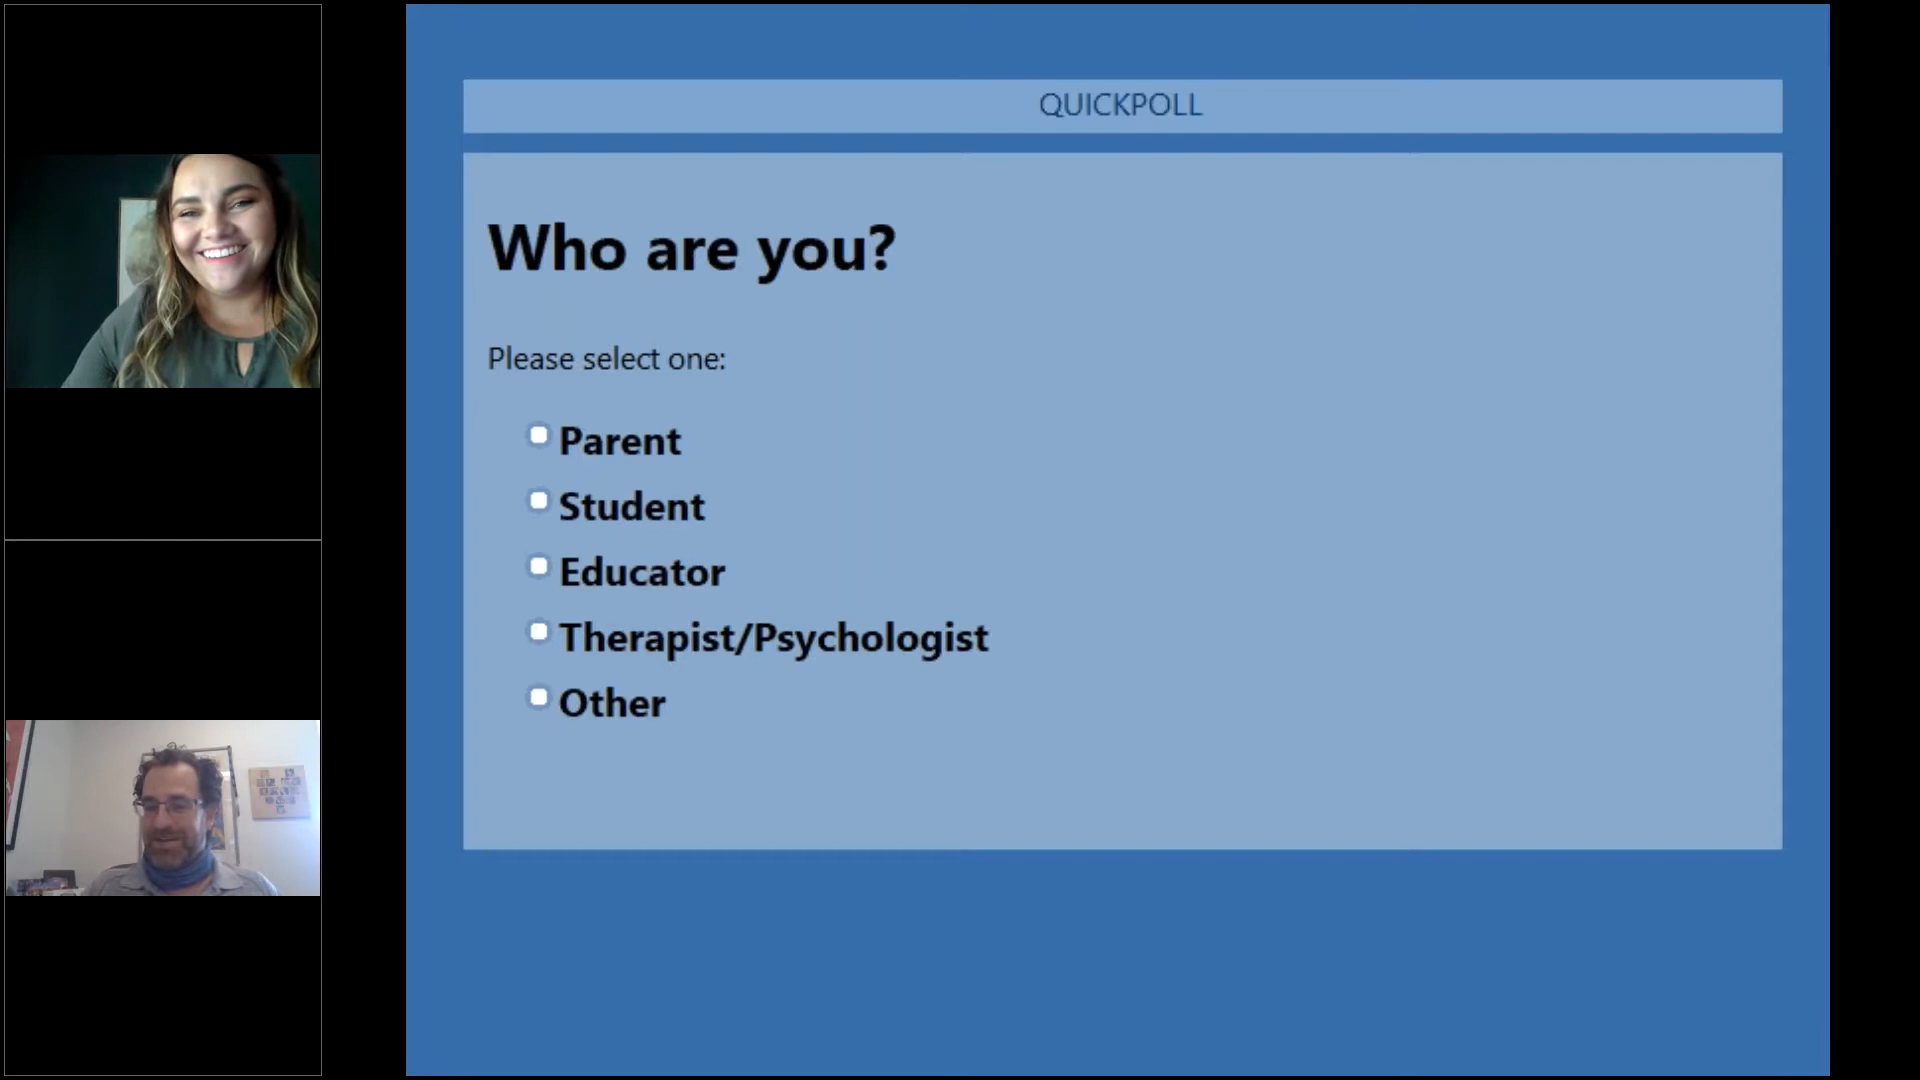 QUICKPOLL
Who are you?
Please select one:
Parent
Student
Educator
Therapist/Psychologist
Other